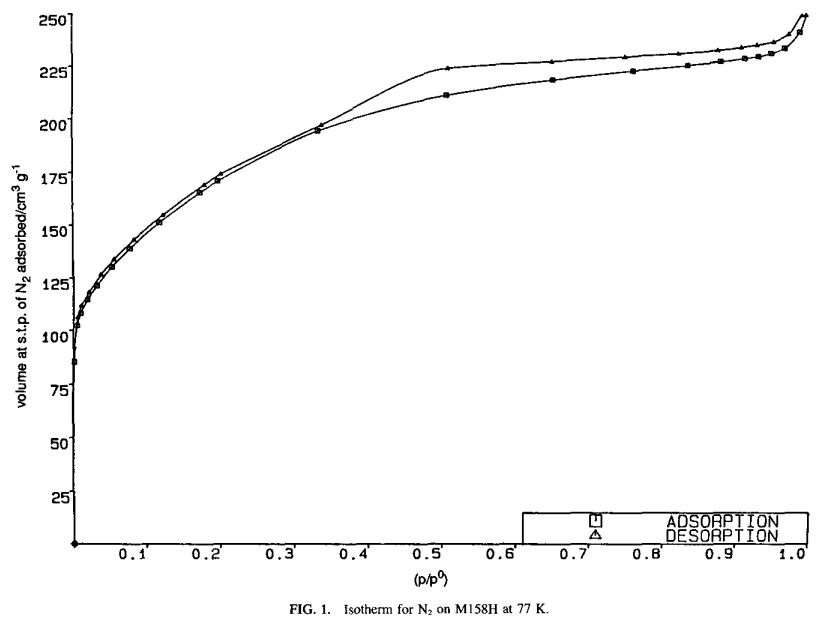 250
225
200
175
150
125
100
75
50
25
volume at s.t.p. of N₂ adsorbed/cm³ g⁻¹
ADSORPTION
DESORPTION
0.1 0.2 0.3 0.4 0.5 0.6 0.7 0.8 0.9 1.0
(p/p⁰)
FIG. 1. Isotherm for N₂ on M158H at 77 K.